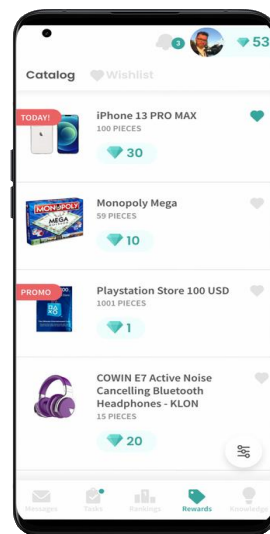 3
53
Catalog
Wishlist
TODAY!
iPhone 13 PRO MAX
100 PIECES
30
MONOPOLY
MEGA
Monopoly Mega
59 PIECES
10
PROMO
Playstation Store 100 USD
1001 PIECES
1
COWIN E7 Active Noise
Cancelling Bluetooth
Headphones - KLON
15 PIECES
20
Messages
Tasks
Rankings
Rewards
Knowledge